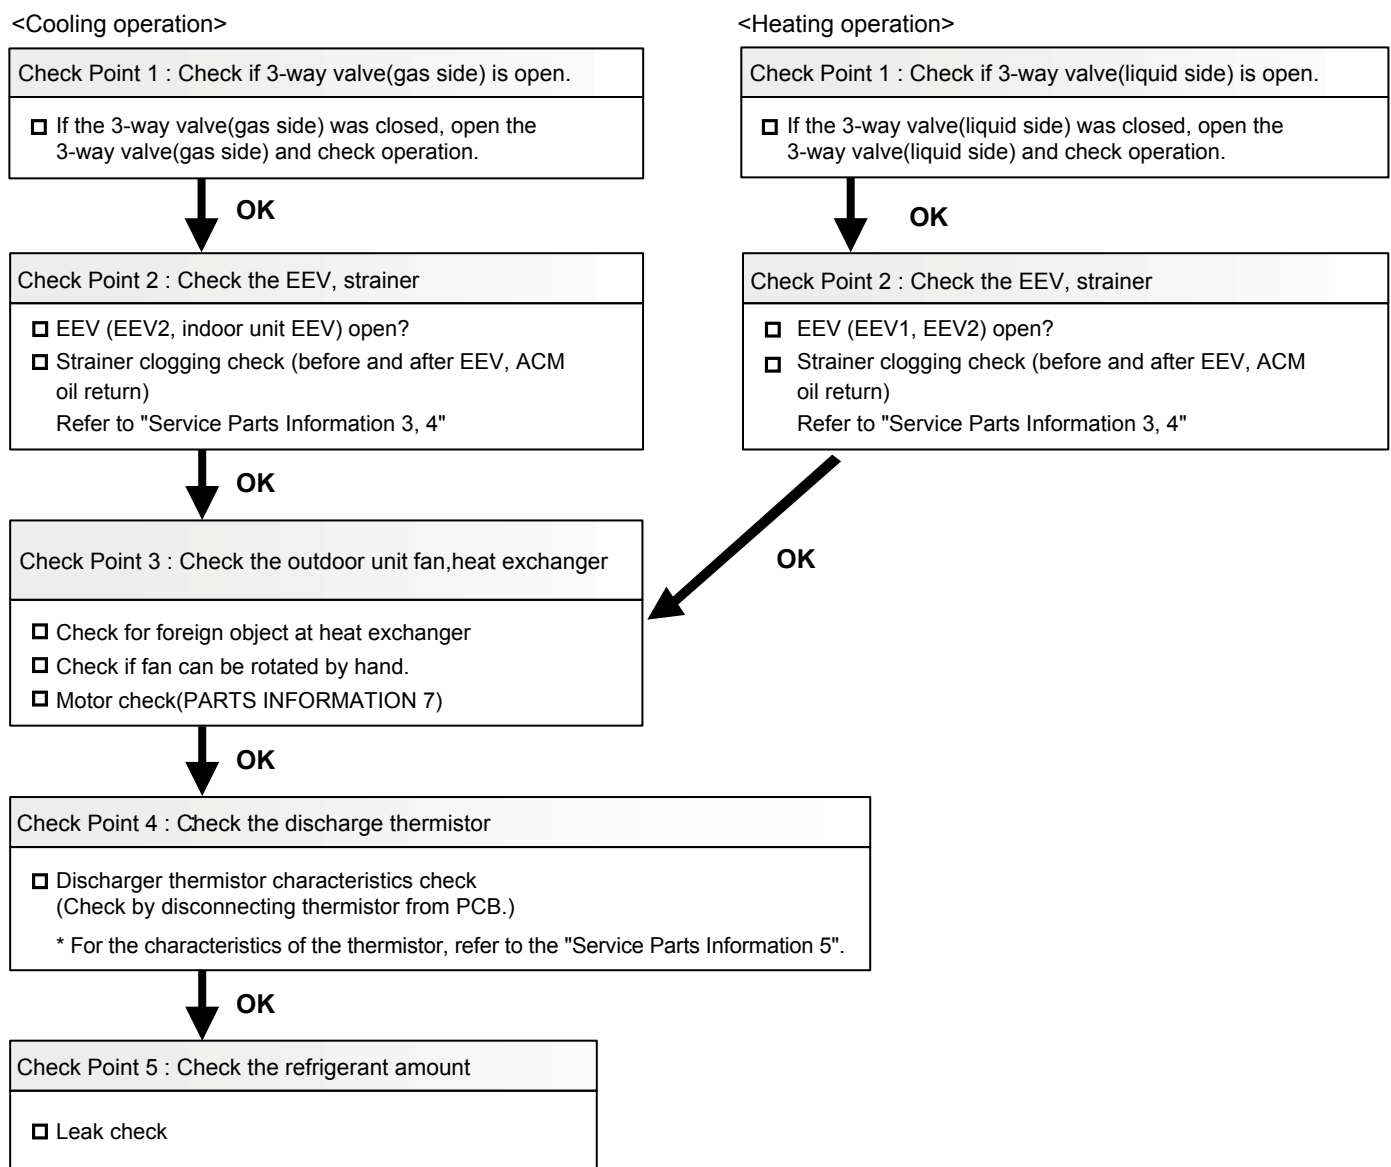 <Cooling operation>
Check Point 1 : Check if 3-way valve(gas side) is open.
If the 3-way valve(gas side) was closed, open the
3-way valve(gas side) and check operation.
OK
Check Point 2 : Check the EEV, strainer
EEV (EEV2, indoor unit EEV) open?
Strainer clogging check (before and after EEV, ACM
oil return)
Refer to "Service Parts Information 3, 4"
OK
<Heating operation>
Check Point 1 : Check if 3-way valve(liquid side) is open.
If the 3-way valve(liquid side) was closed, open the
3-way valve(liquid side) and check operation.
OK
Check Point 2 : Check the EEV, strainer
EEV (EEV1, EEV2) open?
Strainer clogging check (before and after EEV, ACM
oil return)
Refer to "Service Parts Information 3, 4"
OK
Check Point 3 : Check the outdoor unit fan,heat exchanger
Check for foreign object at heat exchanger
Check if fan can be rotated by hand.
Motor check(PARTS INFORMATION 7)
OK
Check Point 4 : Check the discharge thermistor
Discharger thermistor characteristics check
(Check by disconnecting thermistor from PCB.)
* For the characteristics of the thermistor, refer to the "Service Parts Information 5".
OK
Check Point 5 : Check the refrigerant amount
Leak check